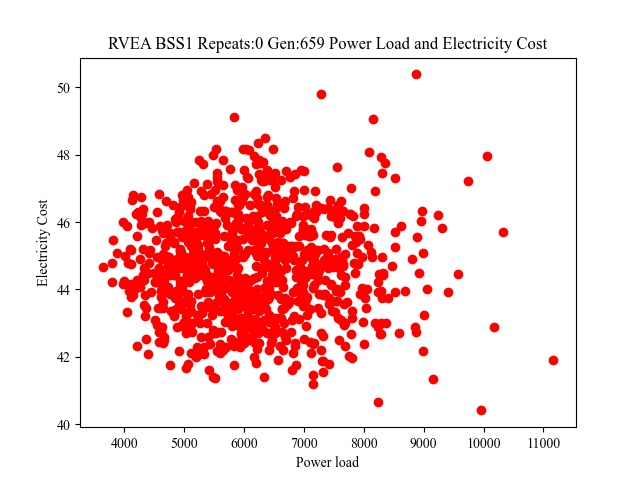 RVEA BSS1 Repeats:0 Gen:659 Power Load and Electricity Cost
50
48
46
44
42
40
Electricity Cost
4000 5000 6000 7000 8000 9000 10000 11000
Power load